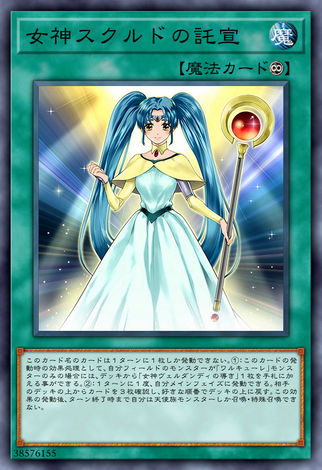 女神スクルドの託宣
魔
【魔法カード】
このカード名のカードは1ターンに1枚しか発動できない。①:このカードの発
動時の効果処理として、自分フィールドのモンスターが「ワルキューレ」モンス
ターのみの場合には、デッキから「女神ヴェルダンディの導き」1枚を手札に加
える事ができる。②:1ターンに1度、自分メインフェイズに発動できる。相手
のデッキの上からカードを3枚確認し、好きな順番でデッキの上に戻す。この効
果の発動後、ターン終了時まで自分は天使族モンスターしか召喚・特殊召喚でき
ない。
38576155